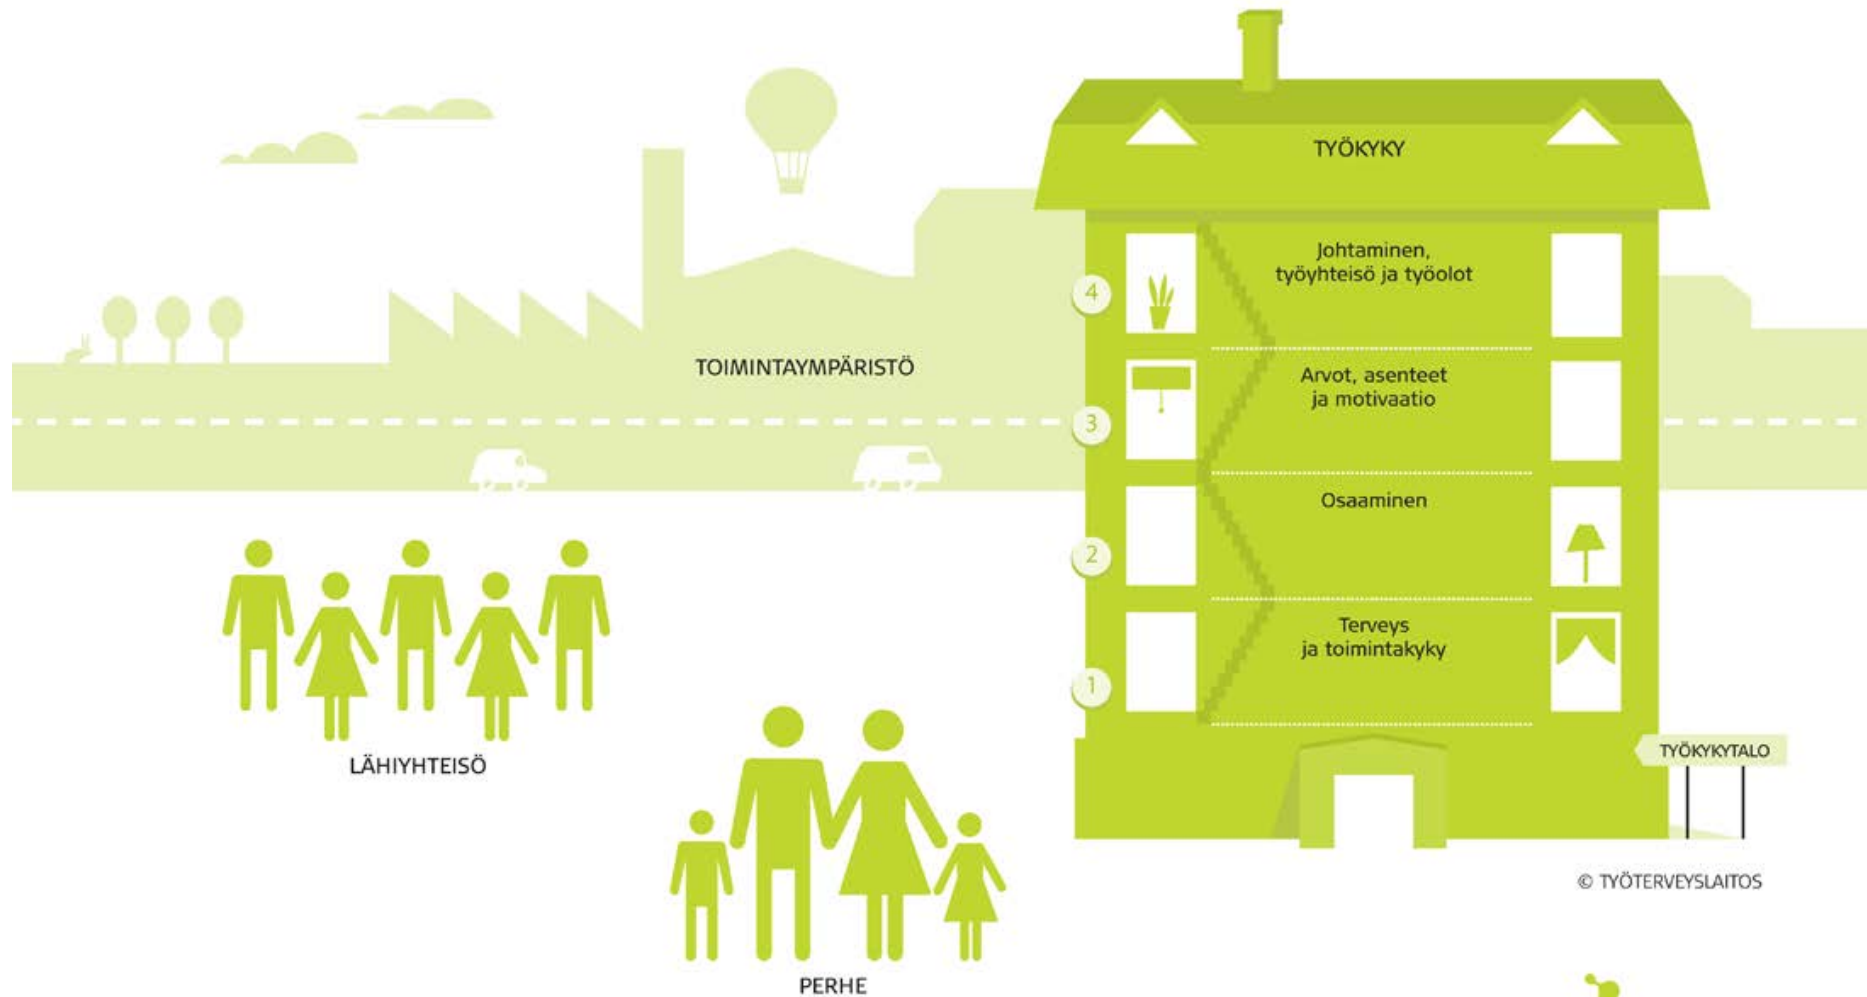 TYÖKYKY
Johtaminen,
työyhteisö ja työolot
4
TOIMINTAYMPÄRISTÖ
Arvot, asenteet
ja motivaatio
3
Osaaminen
2
Terveys
ja toimintakyky
1
LÄHIYHTEISÖ
TYÖKYKYTALO
© TYÖTERVEYSLAITOS
PERHE